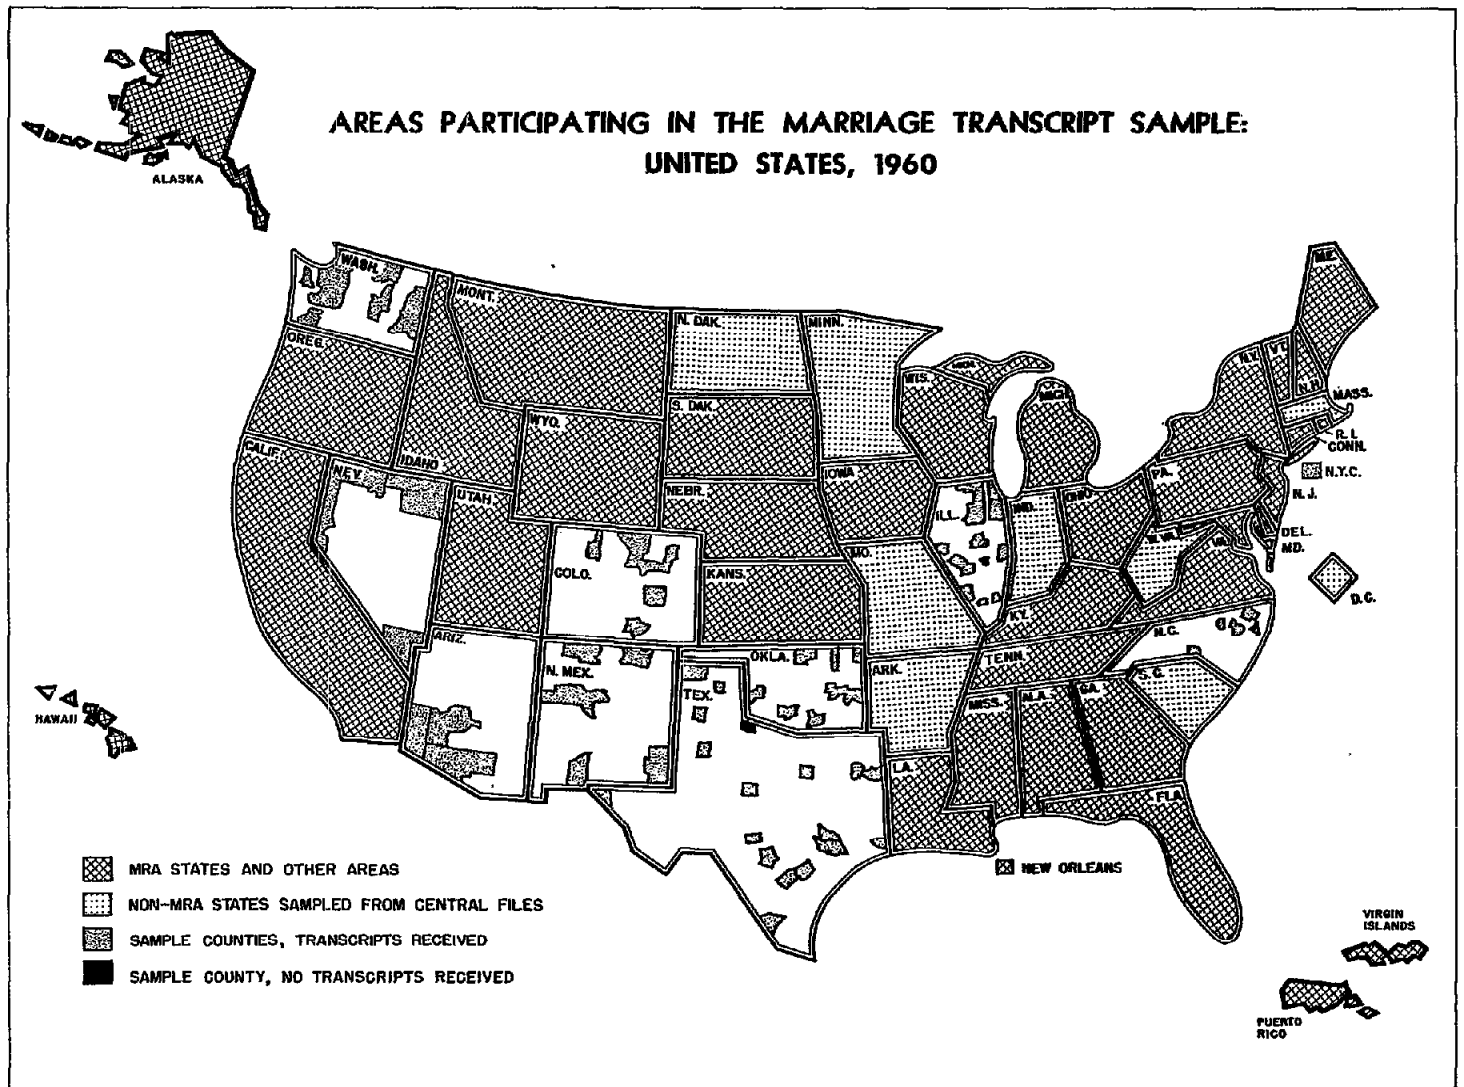 AREAS PARTICIPATING IN THE MARRIAGE TRANSCRIPT SAMPLE:
UNITED STATES, 1960
ALASKA
WASH.
MONT.
N. DAK.
MINN.
ME.
OREG.
MICH.
WIS.
MICH.
N.Y.
VT.
N.H.
MASS.
S. DAK.
WYO.
R. I.
CONN.
CALIF.
IDAHO
NEV.
IOWA
PA.
N.Y.C.
UTAH
NEBR.
ILL.
IND.
OHIO
N. J.
W. VA.
VA.
DEL.
MD.
COLO.
KANS.
MO.
D.C.
KY.
ARIZ.
N. MEX.
OKLA.
ARK.
TENN.
N.C.
S. C.
TEX.
MISS.
ALA.
GA.
HAWAII
LA.
FLA.
NEW ORLEANS
MRA STATES AND OTHER AREAS
NON-MRA STATES SAMPLED FROM CENTRAL FILES
SAMPLE COUNTIES, TRANSCRIPTS RECEIVED
SAMPLE COUNTY, NO TRANSCRIPTS RECEIVED
VIRGIN
ISLANDS
PUERTO
RICO